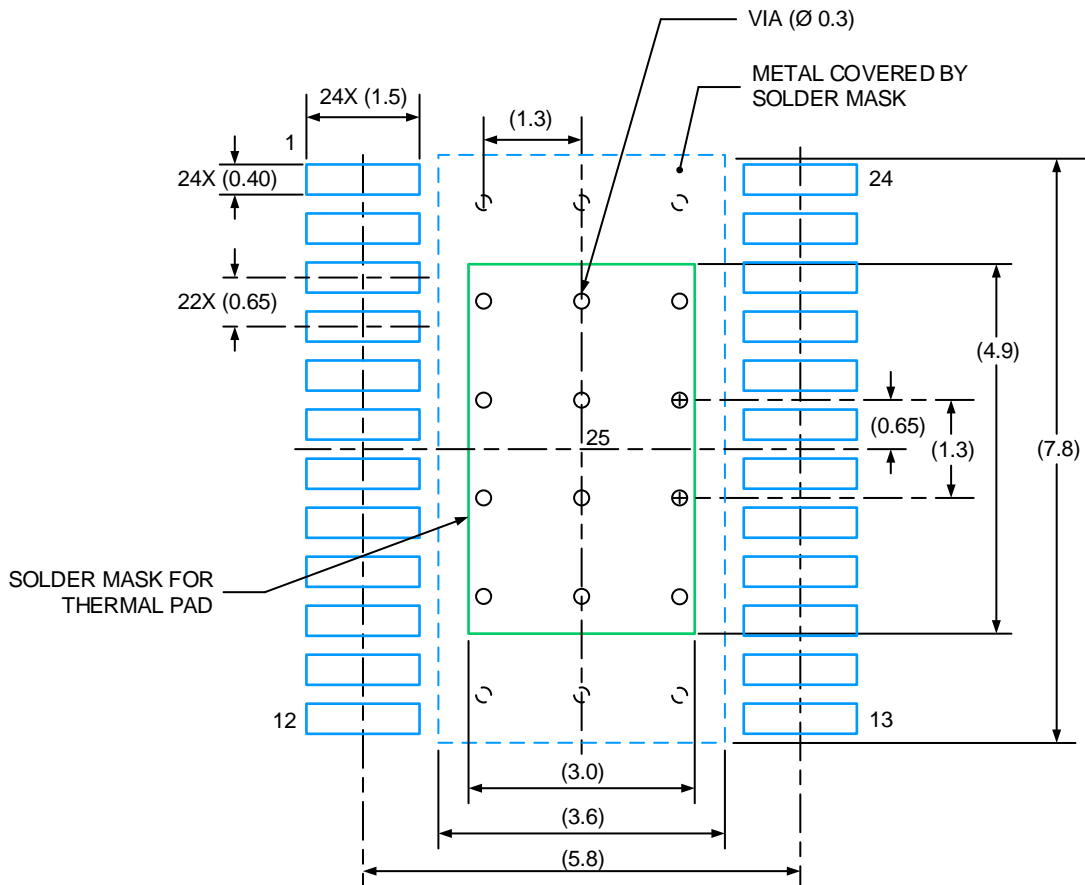 VIA (Ø 0.3)
METAL COVERED BY
SOLDER MASK
24X (1.5)
(1.3)
1
24X (0.40)
24
22X (0.65)
(4.9)
(0.65)
25
(1.3)
(7.8)
SOLDER MASK FOR
THERMAL PAD
12
13
(3.0)
(3.6)
(5.8)